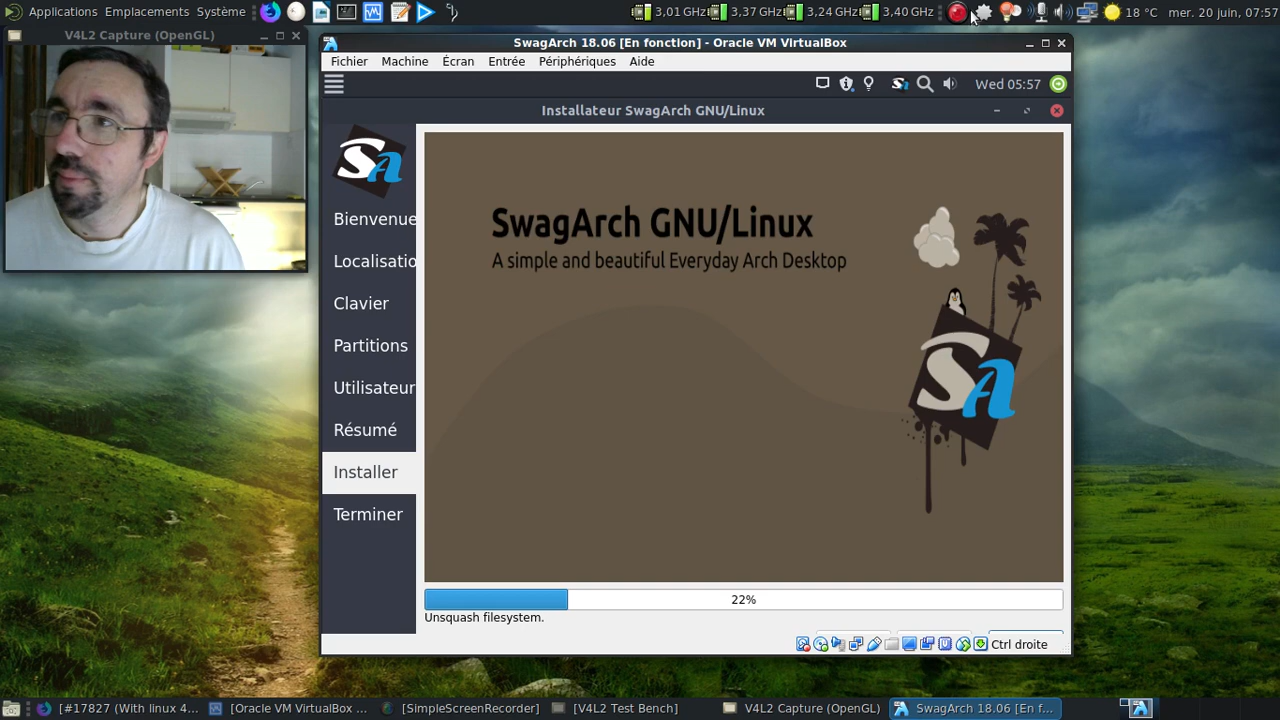 Applications Emplacements Système
3,01 GHz 3,37 GHz 3,24 GHz 3,40 GHz 18 °C mer. 20 juin, 07:57
V4L2 Capture (OpenGL)
SwagArch 18.06 [En fonction] - Oracle VM VirtualBox
Fichier Machine Écran Entrée Périphériques Aide
Wed 05:57
Installateur SwagArch GNU/Linux
SA
Bienvenue
Localisatio
Clavier
Partitions
Utilisateur
Résumé
Installer
Terminer
SwagArch GNU/Linux
A simple and beautiful Everyday Arch Desktop
SA
22%
Unsquash filesystem.
Ctrl droite
[#17827 (With linux 4... [Oracle VM VirtualBox ... [SimpleScreenRecorder] [V4L2 Test Bench] V4L2 Capture (OpenGL) SwagArch 18.06 [En f...